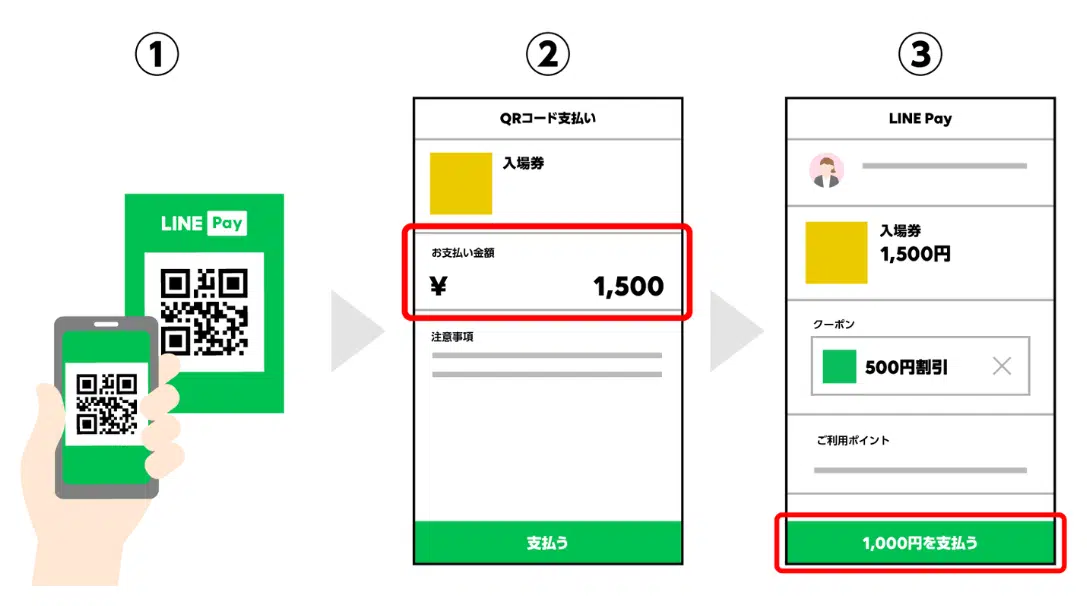 ①
LINE Pay
②
QRコード支払い
入場券
お支払い金額
¥ 1,500
注意事項
支払う
③
LINE Pay
入場券
1,500円
クーポン
500円割引
ご利用ポイント
1,000円を支払う